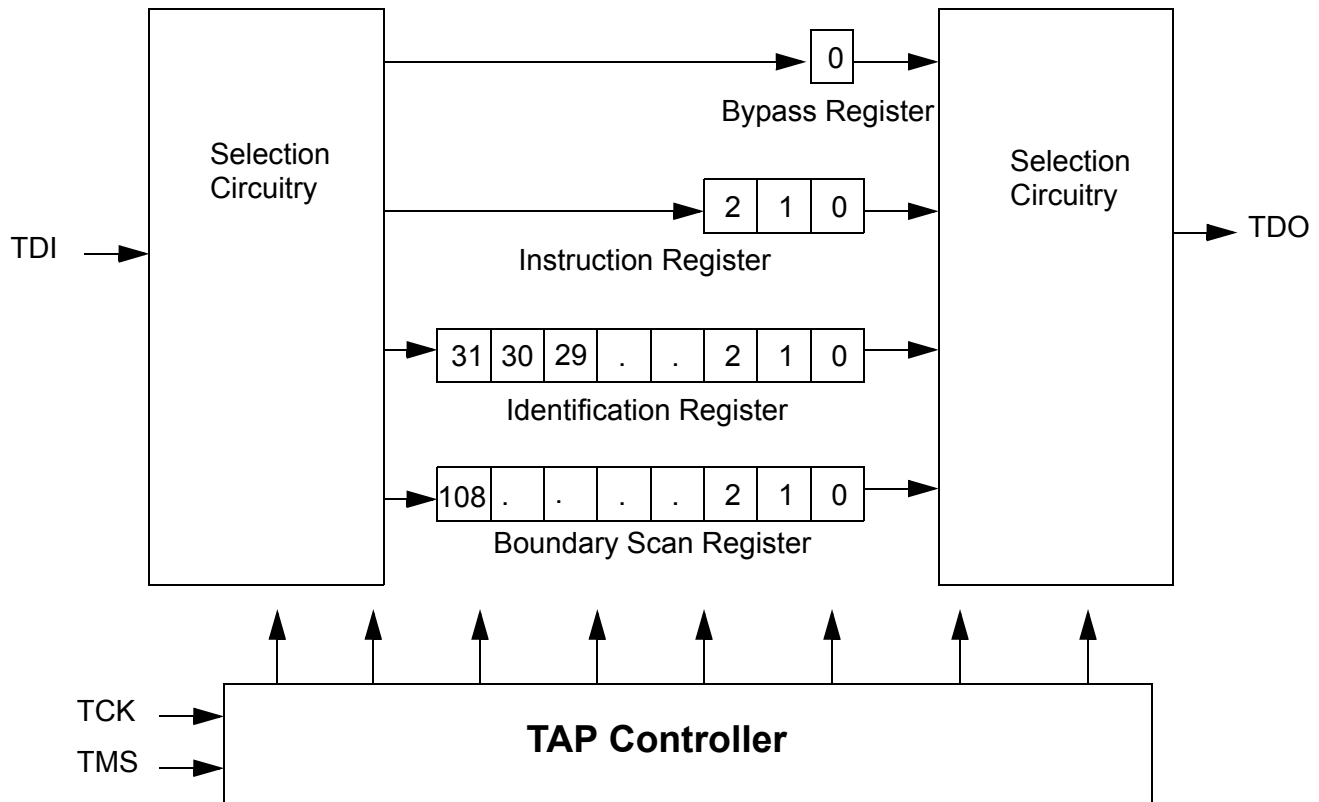 0
Bypass Register
Selection
Circuitry
Selection
Circuitry
2 1 0
TDI
TDO
Instruction Register
31 30 29 . . 2 1 0
Identification Register
108 . . . . 2 1 0
Boundary Scan Register
TCK
TMS
TAP Controller